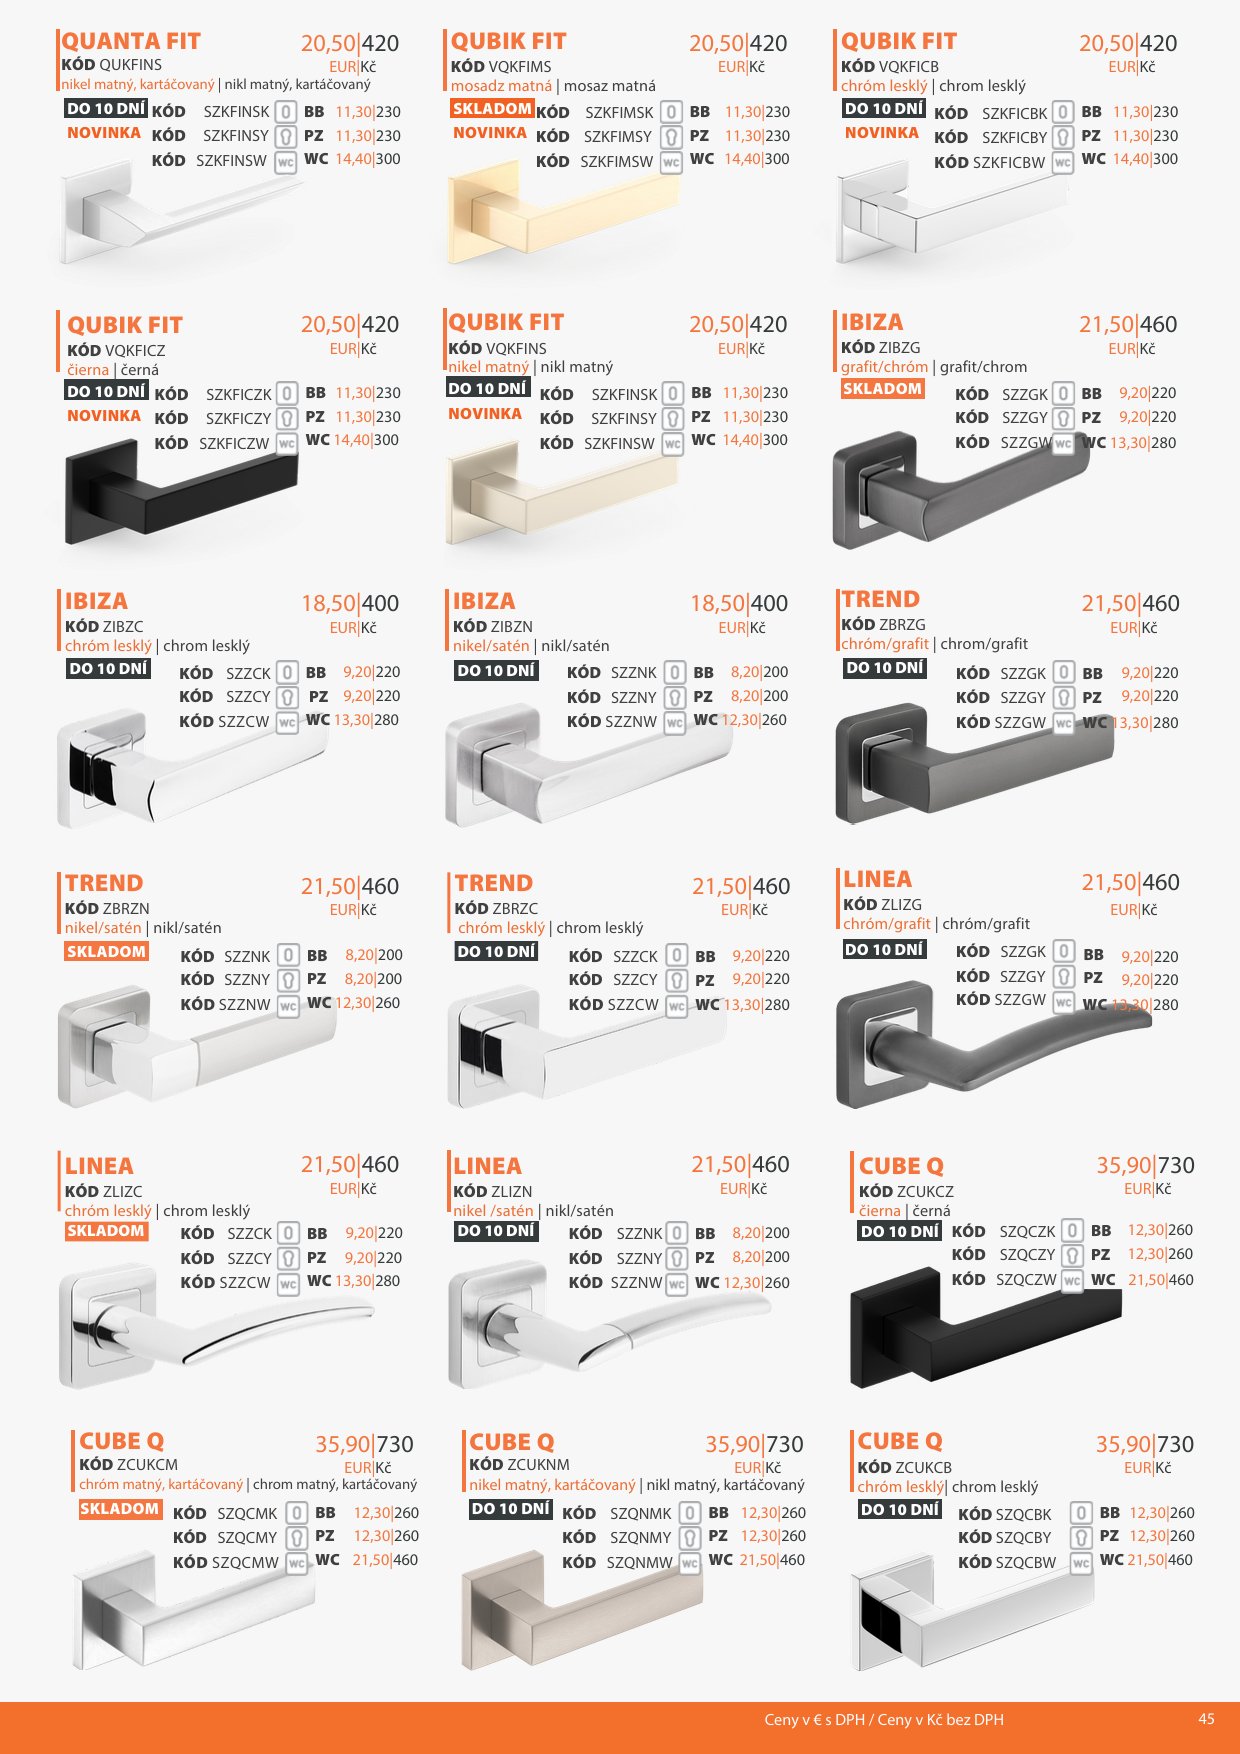 QUANTA FIT 20,50|420
KÓD QUKFINS EUR|Kč
nikel matný, kartáčovaný | nikl matný, kartáčovaný
DO 10 DNÍ KÓD SZKFINSK BB 11,30|230
NOVINKA KÓD SZKFINSY PZ 11,30|230
KÓD SZKFINSW WC WC 14,40|300
QUBIK FIT 20,50|420
KÓD VQKFIMS EUR|Kč
mosadz matná | mosaz matná
SKLADOM KÓD SZKFIMSK BB 11,30|230
NOVINKA KÓD SZKFIMSY PZ 11,30|230
KÓD SZKFIMSW WC WC 14,40|300
QUBIK FIT 20,50|420
KÓD VQKFICB EUR|Kč
chróm lesklý | chrom lesklý
DO 10 DNÍ KÓD SZKFICBK BB 11,30|230
NOVINKA KÓD SZKFICBY PZ 11,30|230
KÓD SZKFICBW WC WC 14,40|300
QUBIK FIT 20,50|420
KÓD VQKFICZ EUR|Kč
čierna | černá
DO 10 DNÍ KÓD SZKFICZK BB 11,30|230
NOVINKA KÓD SZKFICZY PZ 11,30|230
KÓD SZKFICZW WC WC 14,40|300
QUBIK FIT 20,50|420
KÓD VQKFINS EUR|Kč
nikel matný | nikl matný
DO 10 DNÍ KÓD SZKFINSK BB 11,30|230
NOVINKA KÓD SZKFINSY PZ 11,30|230
KÓD SZKFINSW WC WC 14,40|300
IBIZA 21,50|460
KÓD ZIBZG EUR|Kč
grafit/chróm | grafit/chrom
SKLADOM KÓD SZZGK BB 9,20|220
KÓD SZZGY PZ 9,20|220
KÓD SZZGW WC WC 13,30|280
IBIZA 18,50|400
KÓD ZIBZC EUR|Kč
chróm lesklý | chrom lesklý
DO 10 DNÍ KÓD SZZCK BB 9,20|220
KÓD SZZCY PZ 9,20|220
KÓD SZZCW WC WC 13,30|280
IBIZA 18,50|400
KÓD ZIBZN EUR|Kč
nikel/satén | nikl/satén
DO 10 DNÍ KÓD SZZNK BB 8,20|200
KÓD SZZNY PZ 8,20|200
KÓD SZZNW WC WC 12,30|260
TREND 21,50|460
KÓD ZBRZG EUR|Kč
chróm/grafit | chrom/grafit
DO 10 DNÍ KÓD SZZGK BB 9,20|220
KÓD SZZGY PZ 9,20|220
KÓD SZZGW WC WC 13,30|280
TREND 21,50|460
KÓD ZBRZN EUR|Kč
nikel/satén | nikl/satén
SKLADOM KÓD SZZNK BB 8,20|200
KÓD SZZNY PZ 8,20|200
KÓD SZZNW WC WC 12,30|260
TREND 21,50|460
KÓD ZBRZC EUR|Kč
chróm lesklý | chrom lesklý
DO 10 DNÍ KÓD SZZCK BB 9,20|220
KÓD SZZCY PZ 9,20|220
KÓD SZZCW WC WC 13,30|280
LINEA 21,50|460
KÓD ZLIZG EUR|Kč
chróm/grafit | chróm/grafit
DO 10 DNÍ KÓD SZZGK BB 9,20|220
KÓD SZZGY PZ 9,20|220
KÓD SZZGW WC WC 13,30|280
LINEA 21,50|460
KÓD ZLIZC EUR|Kč
chróm lesklý | chrom lesklý
SKLADOM KÓD SZZCK BB 9,20|220
KÓD SZZCY PZ 9,20|220
KÓD SZZCW WC WC 13,30|280
LINEA 21,50|460
KÓD ZLIZN EUR|Kč
nikel /satén | nikl/satén
DO 10 DNÍ KÓD SZZNK BB 8,20|200
KÓD SZZNY PZ 8,20|200
KÓD SZZNW WC WC 12,30|260
CUBE Q 35,90|730
KÓD ZCUKCZ EUR|Kč
čierna | černá
DO 10 DNÍ KÓD SZQCZK BB 12,30|260
KÓD SZQCZY PZ 12,30|260
KÓD SZQCZW WC WC 21,50|460
CUBE Q 35,90|730
KÓD ZCUKCM EUR|Kč
chróm matný, kartáčovaný | chrom matný, kartáčovaný
SKLADOM KÓD SZQCMK BB 12,30|260
KÓD SZQCMY PZ 12,30|260
KÓD SZQCMW WC WC 21,50|460
CUBE Q 35,90|730
KÓD ZCUKNM EUR|Kč
nikel matný, kartáčovaný | nikl matný, kartáčovaný
DO 10 DNÍ KÓD SZQNMK BB 12,30|260
KÓD SZQNMY PZ 12,30|260
KÓD SZQNMW WC WC 21,50|460
CUBE Q 35,90|730
KÓD ZCUKCB EUR|Kč
chróm lesklý| chrom lesklý
DO 10 DNÍ KÓD SZQCBK BB 12,30|260
KÓD SZQCBY PZ 12,30|260
KÓD SZQCBW WC WC 21,50|460
Ceny v € s DPH / Ceny v Kč bez DPH 45